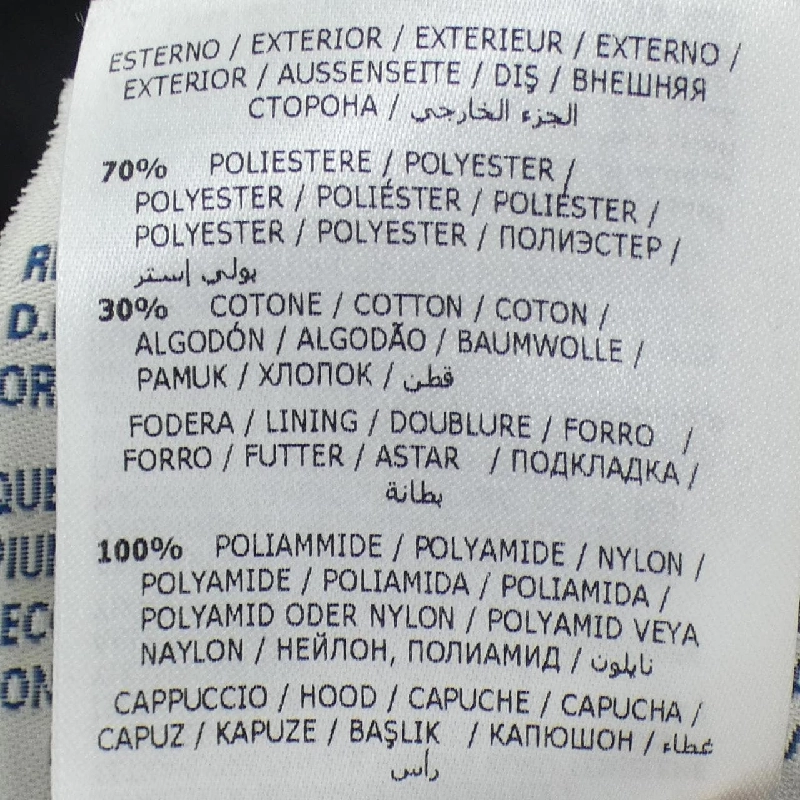 ESTERNO / EXTERIOR / EXTERIEUR / EXTERNO /
EXTERIOR / AUSSENSEITE / DIŞ / ВНЕШНЯЯ
СТОРОНА / الجزء الخارجي
70% POLIESTERE / POLYESTER /
POLYESTER / POLIÉSTER / POLIÉSTER /
POLYESTER / POLYESTER / ПОЛИЭСТЕР /
بولي إستر
30% COTONE / COTTON / COTON /
ALGODÓN / ALGODÃO / BAUMWOLLE /
PAMUK / ХЛОПОК / قطن
FODERA / LINING / DOUBLURE / FORRO /
FORRO / FUTTER / ASTAR / ПОДКЛАДКА /
بطانة
100% POLIAMMIDE / POLYAMIDE / NYLON /
POLYAMIDE / POLIAMIDA / POLIAMIDA /
POLYAMID ODER NYLON / POLYAMID VEYA
NAYLON / НЕЙЛОН, ПОЛИАМИД / نايلون
CAPPUCCIO / HOOD / CAPUCHE / CAPUCHA /
CAPUZ / KAPUZE / BAŞLIK / КАПЮШОН / غطاء
رأس